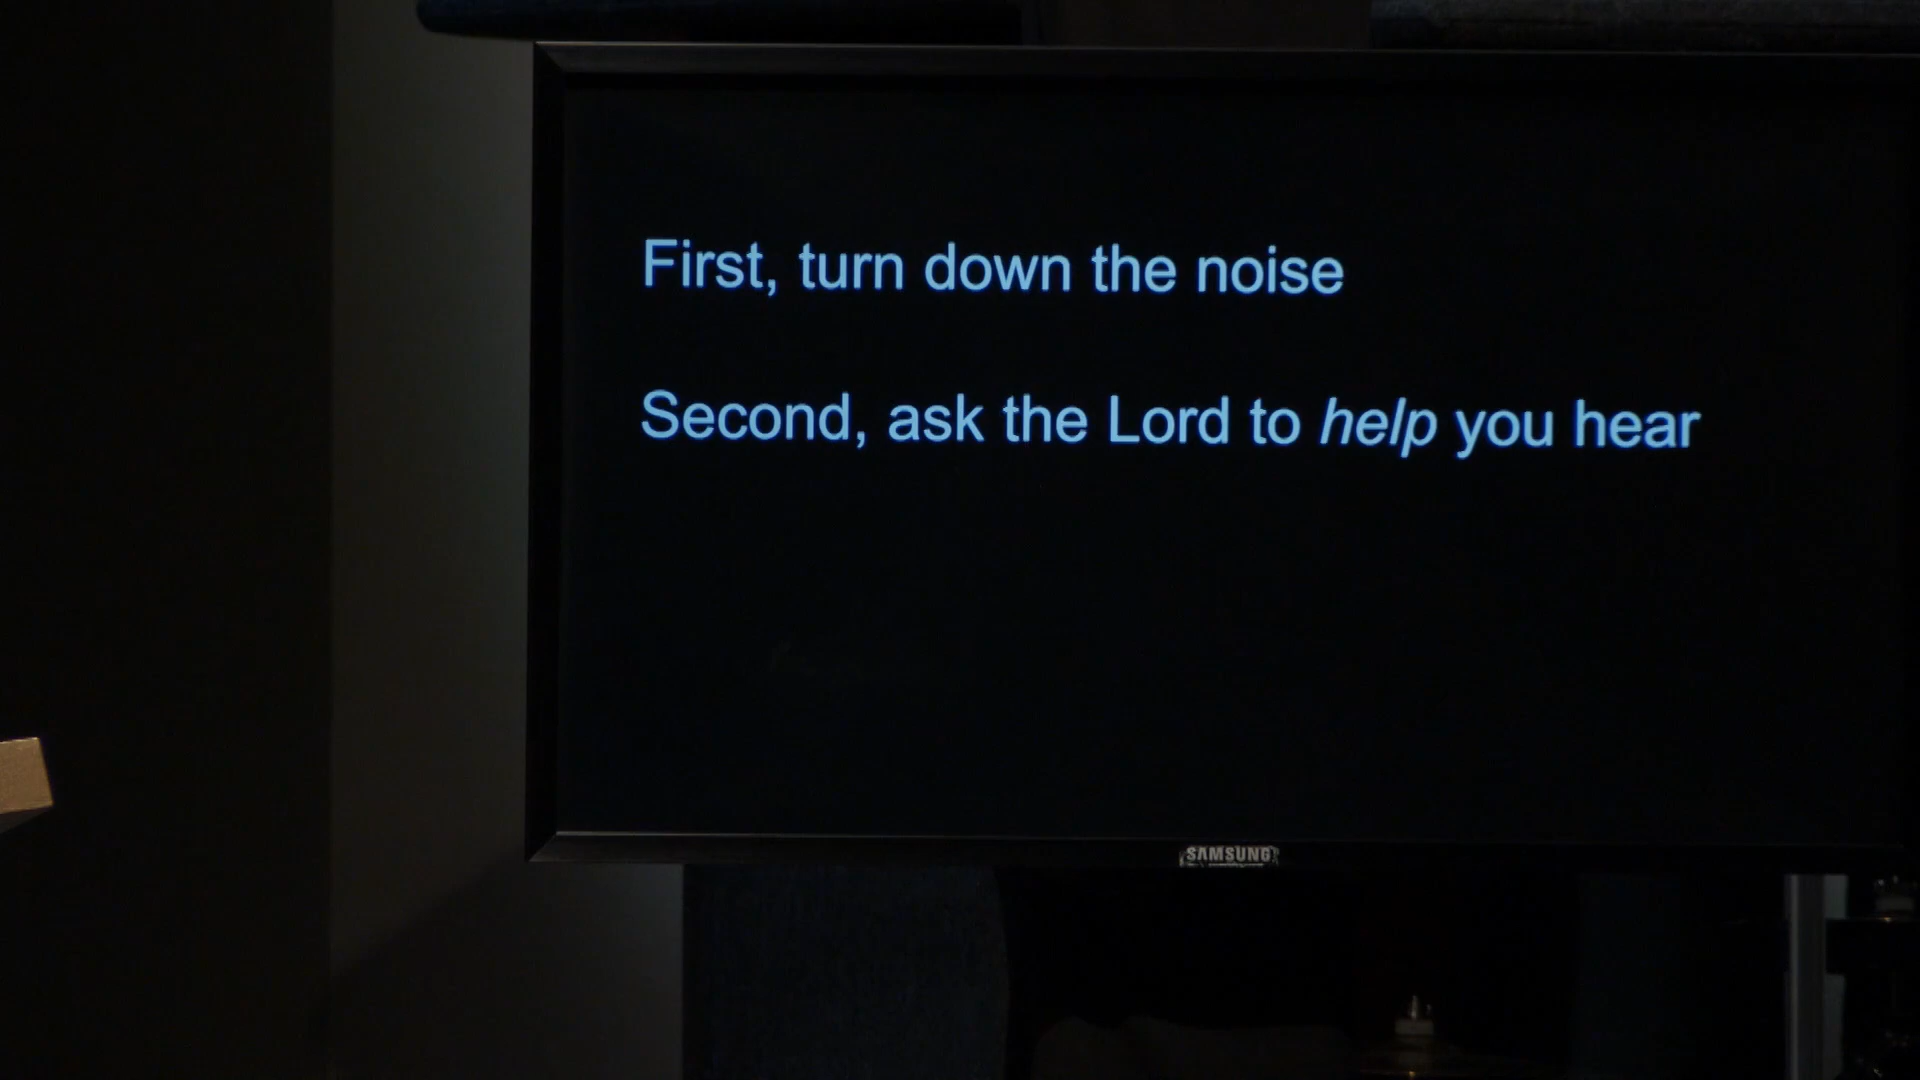 First, turn down the noise
Second, ask the Lord to help you hear
SAMSUNG